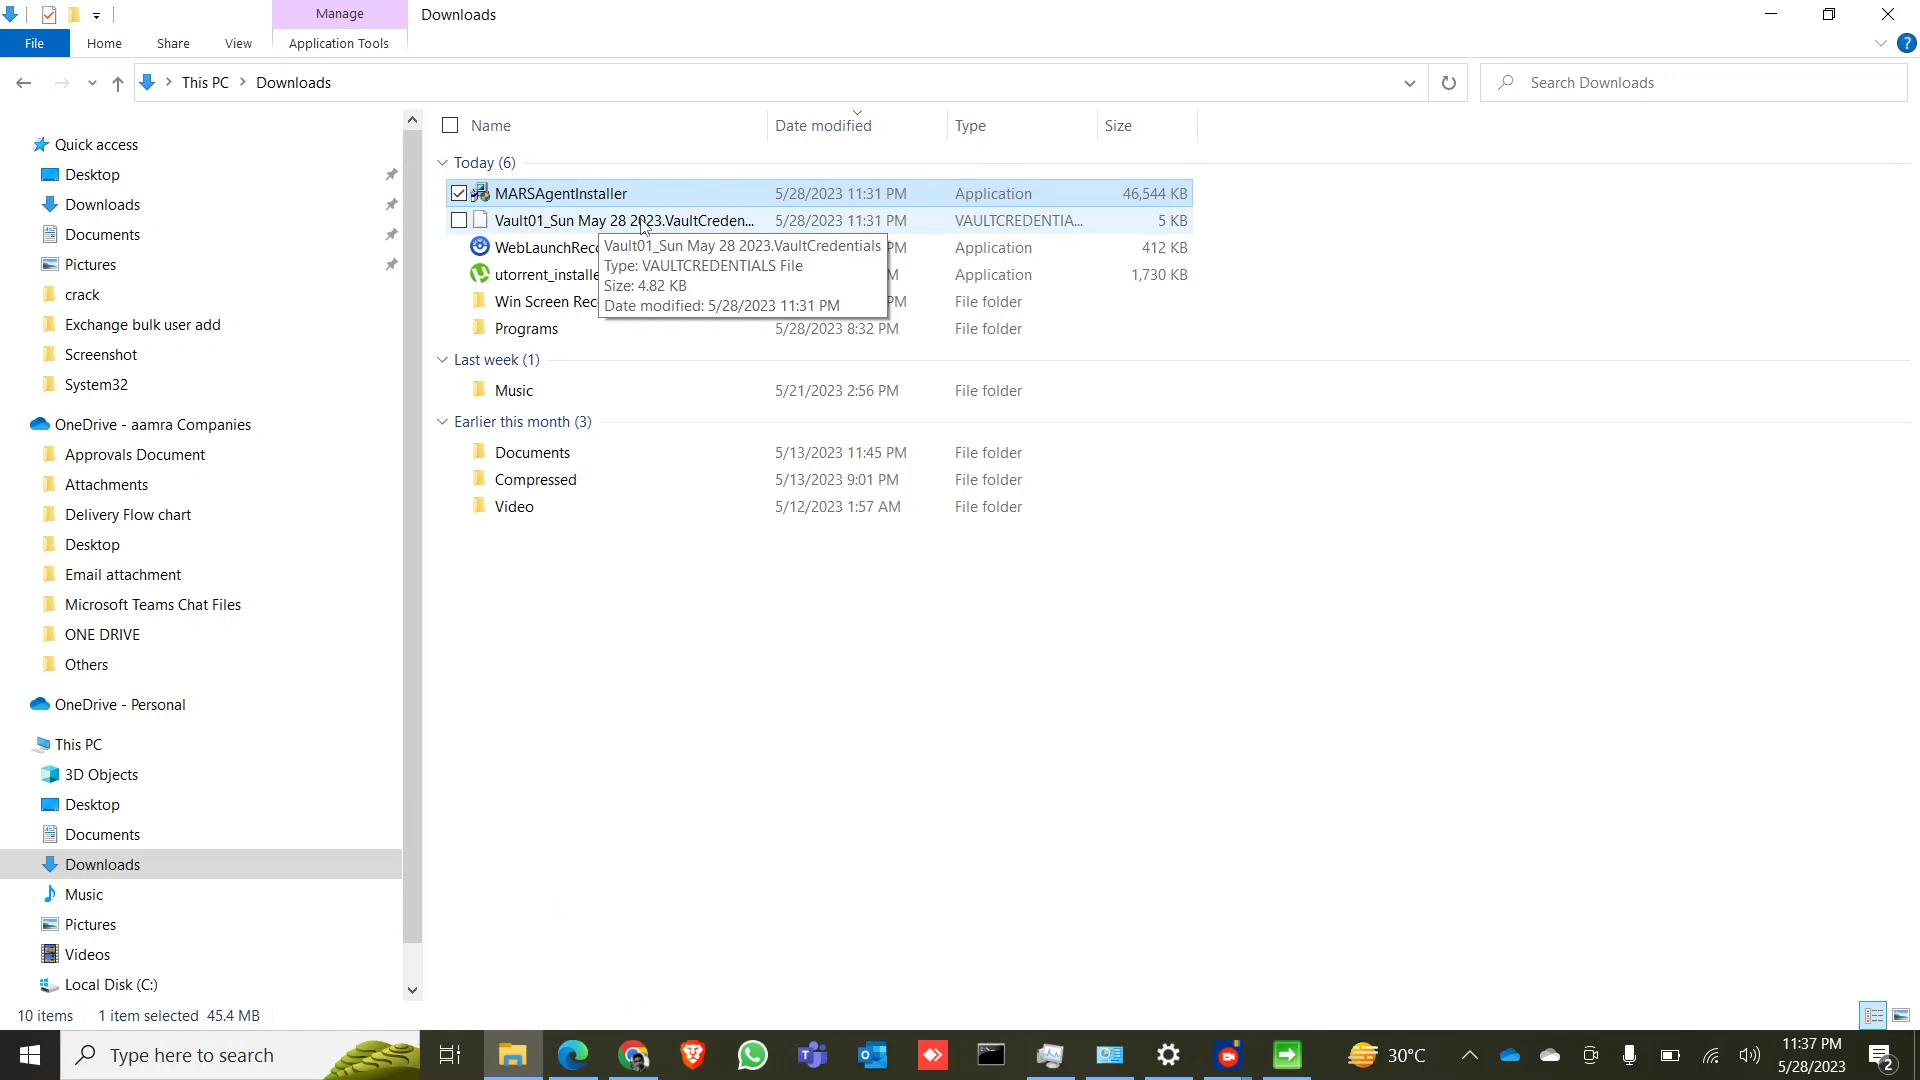 Manage
Downloads
File
Home
Share
View
Application Tools
This PC
Downloads
Search Downloads
Quick access
Desktop
Downloads
Documents
Pictures
crack
Exchange bulk user add
Screenshot
System32
OneDrive - aamra Companies
Approvals Document
Attachments
Delivery Flow chart
Desktop
Email attachment
Microsoft Teams Chat Files
ONE DRIVE
Others
OneDrive - Personal
This PC
3D Objects
Desktop
Documents
Downloads
Music
Pictures
Videos
Local Disk (C:)
Name Date modified Type Size
Today (6)
MARSAgentInstaller 5/28/2023 11:31 PM Application 46,544 KB
Vault01_Sun May 28 2023.VaultCreden... 5/28/2023 11:31 PM VAULTCREDENTIA... 5 KB
WebLaunchReco PM Application 412 KB
utorrent_installe M Application 1,730 KB
Win Screen Reco PM File folder
Programs 5/28/2023 8:32 PM File folder
Vault01_Sun May 28 2023.VaultCredentials
Type: VAULTCREDENTIALS File
Size: 4.82 KB
Date modified: 5/28/2023 11:31 PM
Last week (1)
Music 5/21/2023 2:56 PM File folder
Earlier this month (3)
Documents 5/13/2023 11:45 PM File folder
Compressed 5/13/2023 9:01 PM File folder
Video 5/12/2023 1:57 AM File folder
10 items 1 item selected 45.4 MB
Type here to search
30°C
11:37 PM
5/28/2023
2